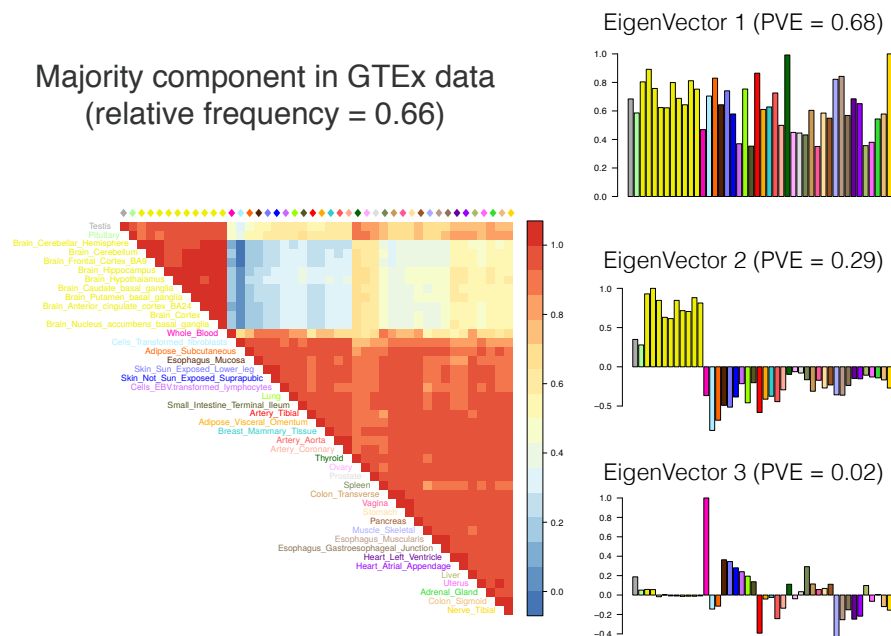 Majority component in GTEx data
(relative frequency = 0.66)
Testis
Pituitary
Brain_Cerebellar_Hemisphere
Brain_Cerebellum
Brain_Frontal_Cortex_BA9
Brain_Hippocampus
Brain_Hypothalamus
Brain_Caudate_basal_ganglia
Brain_Putamen_basal_ganglia
Brain_Anterior_cingulate_cortex_BA24
Brain_Cortex
Brain_Nucleus_accumbens_basal_ganglia
Whole_Blood
Cells_Transformed_fibroblasts
Adipose_Subcutaneous
Esophagus_Mucosa
Skin_Sun_Exposed_Lower_leg
Skin_Not_Sun_Exposed_Suprapubic
Cells_EBV.transformed_lymphocytes
Lung
Small_Intestine_Terminal_Ileum
Artery_Tibial
Adipose_Visceral_Omentum
Breast_Mammary_Tissue
Artery_Aorta
Artery_Coronary
Thyroid
Ovary
Prostate
Spleen
Colon_Transverse
Vagina
Stomach
Pancreas
Muscle_Skeletal
Esophagus_Muscularis
Esophagus_Gastroesophageal_Junction
Heart_Left_Ventricle
Heart_Atrial_Appendage
Liver
Uterus
Adrenal_Gland
Colon_Sigmoid
Nerve_Tibial
1.0
0.8
0.6
0.4
0.2
0.0
EigenVector 1 (PVE = 0.68)
1.0
0.8
0.6
0.4
0.2
0.0
EigenVector 2 (PVE = 0.29)
1.0
0.5
0.0
−0.5
EigenVector 3 (PVE = 0.02)
1.0
0.8
0.6
0.4
0.2
0.0
−0.2
−0.4